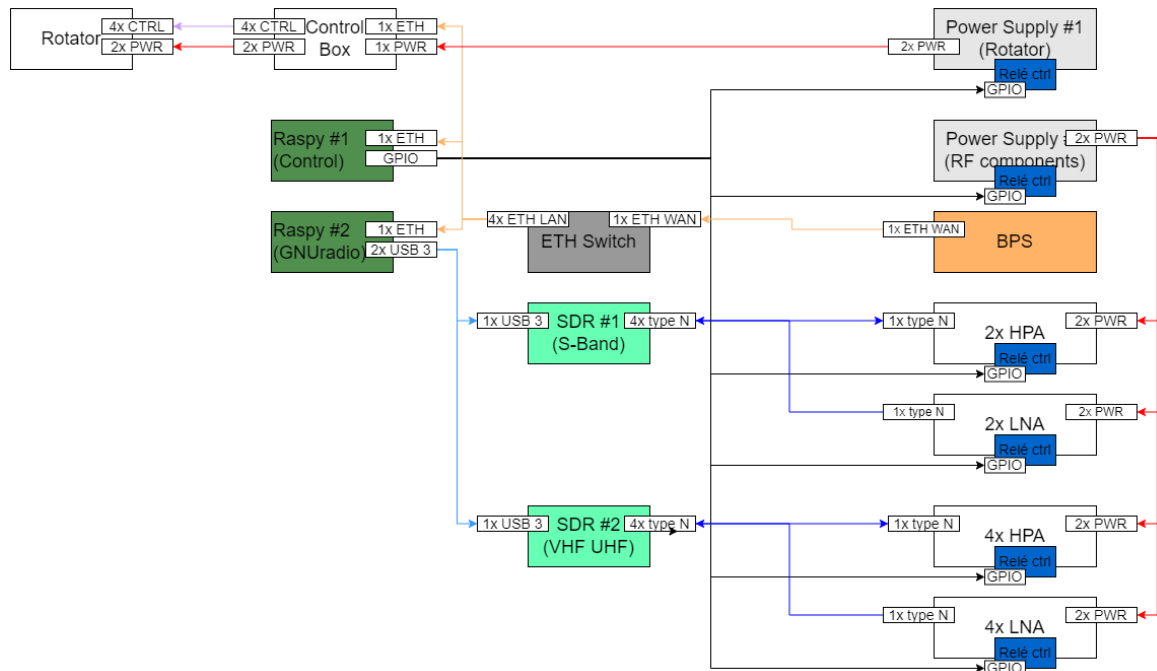 Rotator
4x CTRL
2x PWR
4x CTRL
2x PWR
Control
Box
1x ETH
1x PWR
2x PWR
Power Supply #1
(Rotator)
Relé ctrl
GPIO
Raspy #1
(Control)
1x ETH
GPIO
Power Supply #
(RF components)
2x PWR
Relé ctrl
GPIO
Raspy #2
(GNUradio)
1x ETH
2x USB 3
4x ETH LAN
1x ETH WAN
ETH Switch
1x ETH WAN
BPS
1x USB 3
SDR #1
(S-Band)
4x type N
1x type N
2x HPA
2x PWR
Relé ctrl
GPIO
1x type N
2x LNA
2x PWR
Relé ctrl
GPIO
1x USB 3
SDR #2
(VHF UHF)
4x type N
1x type N
4x HPA
2x PWR
Relé ctrl
GPIO
1x type N
4x LNA
2x PWR
Relé ctrl
GPIO